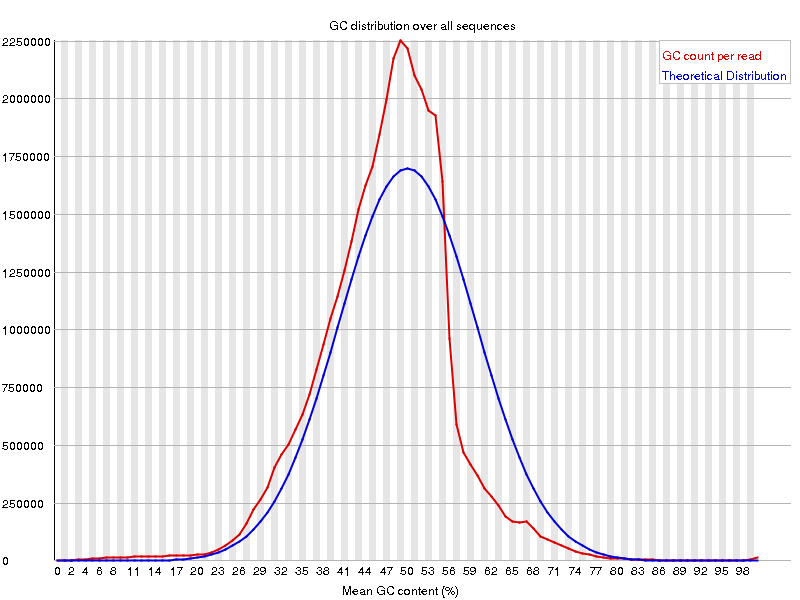 GC distribution over all sequences
GC count per read
Theoretical Distribution
2250000
2000000
1750000
1500000
1250000
1000000
750000
500000
250000
0
0 2 4 6 8 11 14 17 20 23 26 29 32 35 38 41 44 47 50 53 56 59 62 65 68 71 74 77 80 83 86 89 92 95 98
Mean GC content (%)